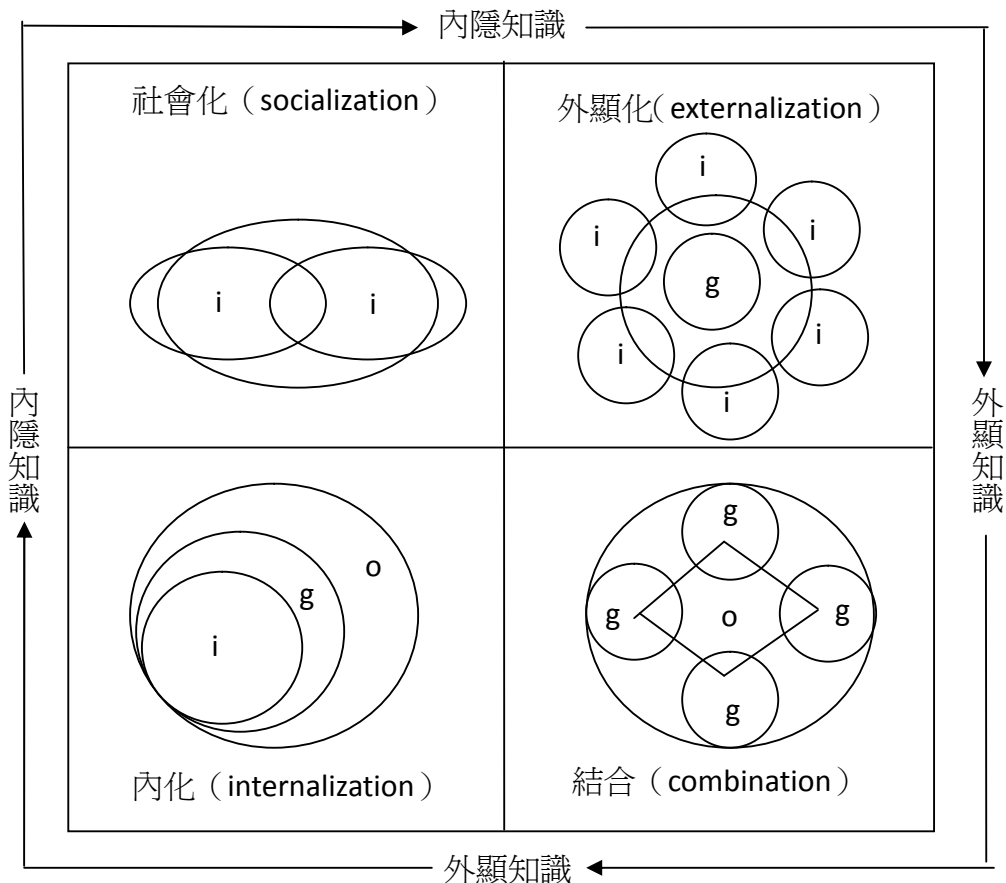 內隱知識
社會化（socialization）
外顯化（externalization）
i
i
i
i
i
g
i
i
i
i
內隱知識
外顯知識
g
o
g
i
g
o
g
g
內化（internalization）
結合（combination）
外顯知識